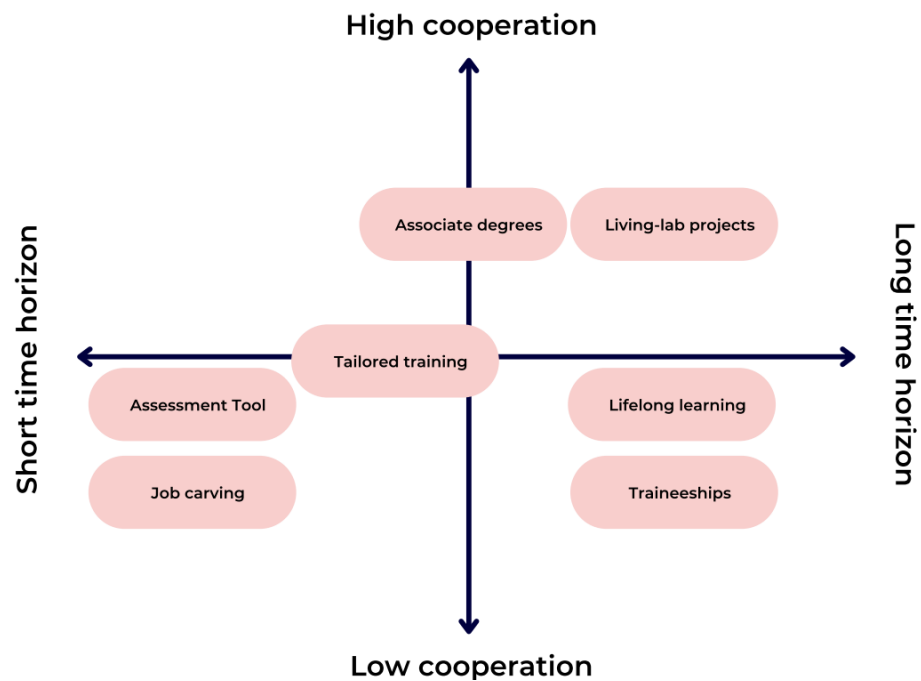 High cooperation
Associate degrees
Living-lab projects
Short time horizon
Long time horizon
Tailored training
Assessment Tool
Lifelong learning
Job carving
Traineeships
Low cooperation